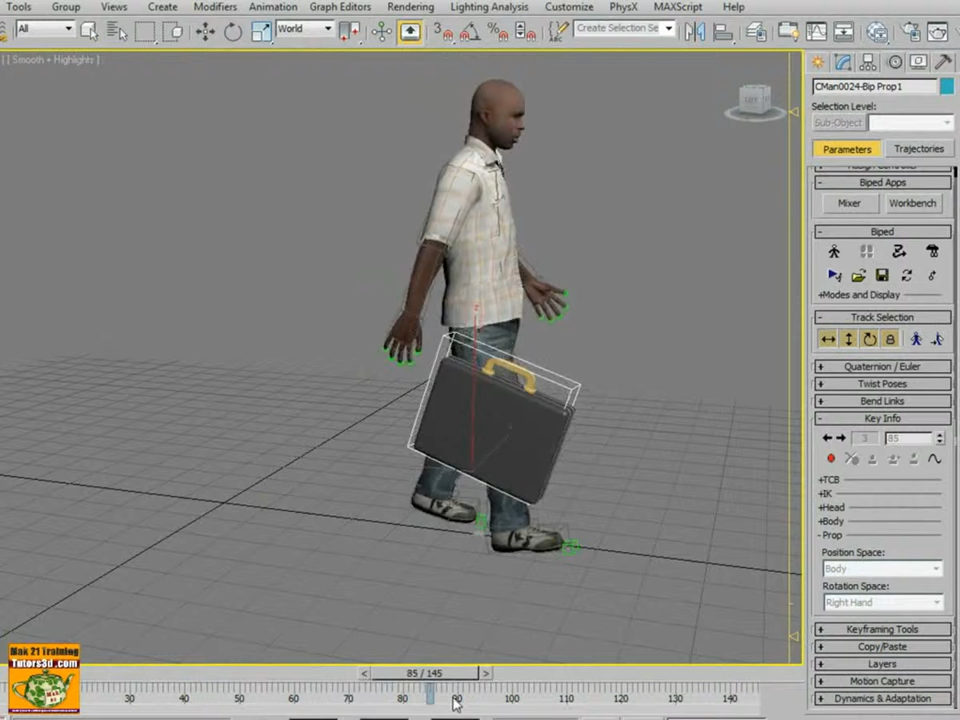 Tools Group Views Create Modifiers Animation Graph Editors Rendering Lighting Analysis Customize PhysX MAXScript Help
All World Create Selection Se
[ Smooth + Highlights ]
CMan0024-Bip Prop1
Selection Level:
Sub-Object
Parameters Trajectories
Biped Apps
Mixer Workbench
Biped
+Modes and Display
Track Selection
+ Quaternion / Euler
+ Twist Poses
+ Bend Links
- Key Info
3 85
+TCB
+IK
+Head
+Body
- Prop
Position Space:
Body
Rotation Space:
Right Hand
+ Keyframing Tools
+ Copy/Paste
+ Layers
+ Motion Capture
+ Dynamics & Adaptation
Mak 21 Training
Tutors3d.com
< 85 / 145 >
30 40 50 60 70 80 90 100 110 120 130 140